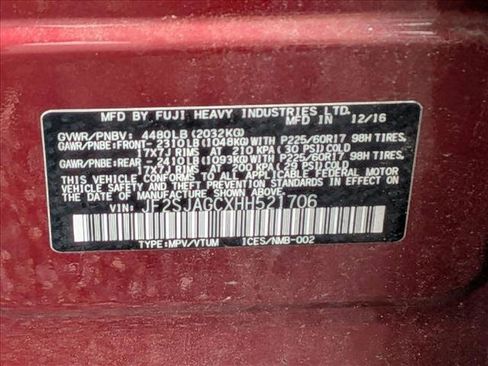 MFD BY FUJI HEAVY INDUSTRIES LTD. IN 12/16
GVWR/PNBV: 4480LB (2032KG)
GAWR/PNBE:FRONT- 2310LB (1048KG)WITH P225/60R17 98H TIRES,
17X7J RIMS AT 210 KPA (30 PSI)COLD
GAWR/PNBE:REAR - 2410LB (1093KG)WITH P225/60R17 98H TIRES,
17X7J RIMS AT 200 KPA (29 PSI)COLD
THIS VEHICLE CONFORMS TO ALL APPLICABLE FEDERAL MOTOR
VEHICLE SAFETY AND THEFT PREVENTION STANDARDS
IN EFFECT ON THE DATE OF MANUFACTURE SHOWN ABOVE.
VIN: JF2SJAGCXHH521706
TYPE:MPV/VTUM ICES/NMB-002